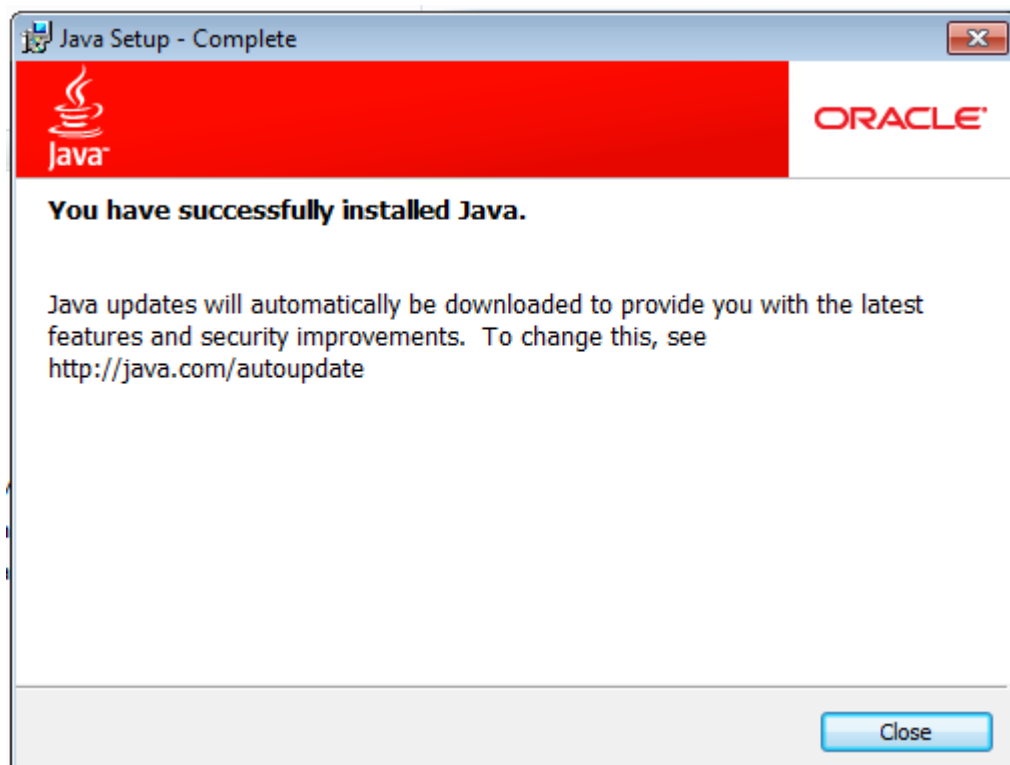 Java Setup - Complete
Java™
ORACLE®
You have successfully installed Java.
Java updates will automatically be downloaded to provide you with the latest
features and security improvements.  To change this, see
http://java.com/autoupdate
Close